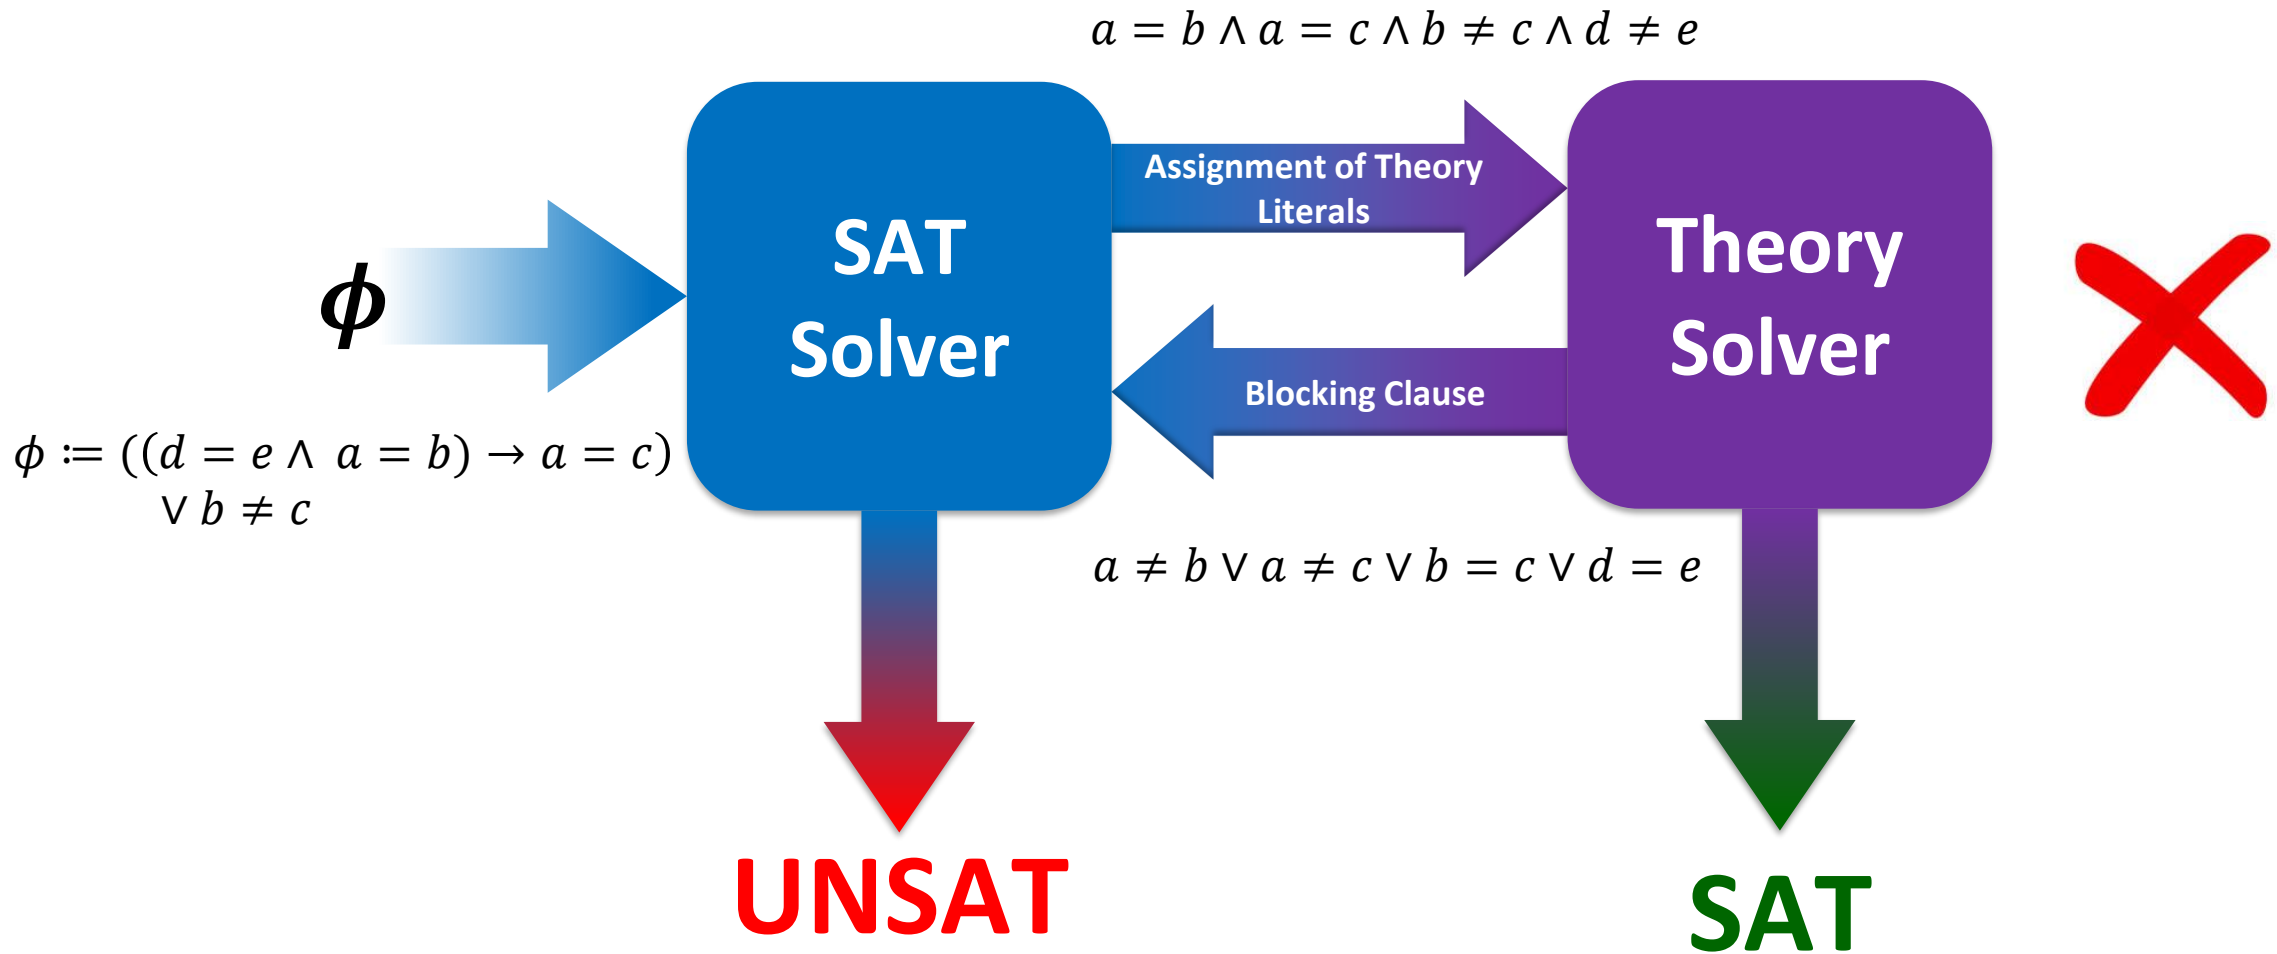 a = b ∧ a = c ∧ b ≠ c ∧ d ≠ e
Assignment of Theory
Literals
SAT
Solver
Theory
Solver
ϕ
Blocking Clause
ϕ ≔ ((d = e ∧ a = b) → a = c)
∨ b ≠ c
a ≠ b ∨ a ≠ c ∨ b = c ∨ d = e
UNSAT
SAT